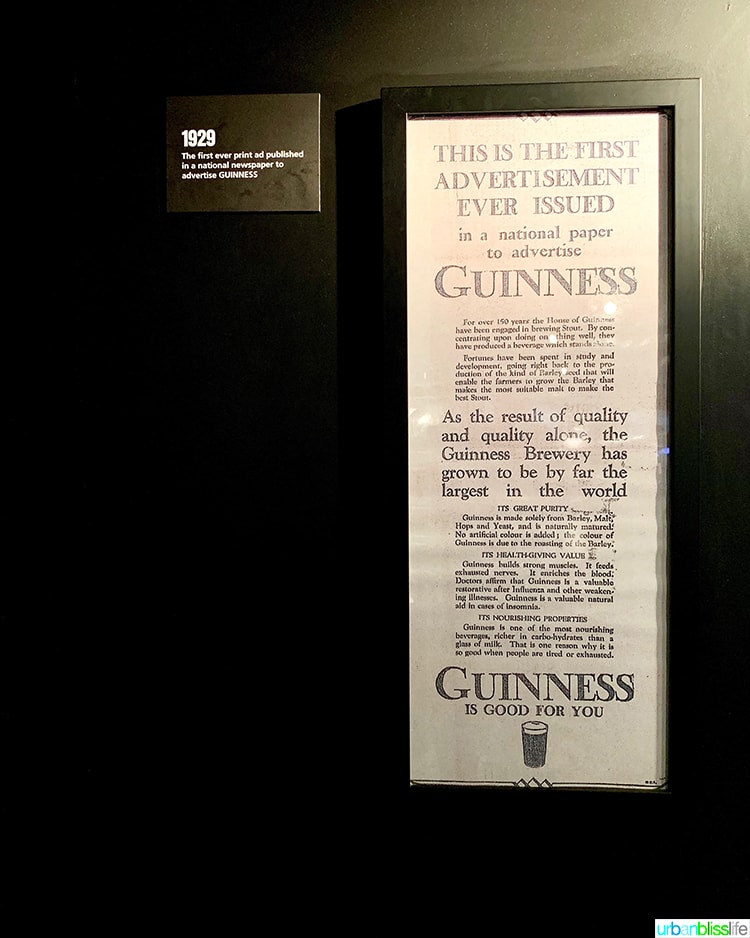 1929
The first ever print ad published
in a national newspaper to
advertise GUINNESS
THIS IS THE FIRST
ADVERTISEMENT
EVER ISSUED
in a national paper
to advertise
GUINNESS
For over 150 years the House of Guinness
have been engaged in brewing Stout. By con-
centrating upon doing one thing well, they
have produced a beverage which stands alone.
Fortunes have been spent in study and
development, going right back to the pro-
duction of the kind of Barley seed that will
enable the farmers to grow the Barley that
makes the most suitable malt to make the
best Stout.
As the result of quality
and quality alone, the
Guinness Brewery has
grown to be by far the
largest in the world
ITS GREAT PURITY
Guinness is made solely from Barley, Malt,
Hops and Yeast, and is naturally matured.
No artificial colour is added; the colour of
Guinness is due to the roasting of the Barley.
ITS HEALTH-GIVING VALUE
Guinness builds strong muscles. It feeds
exhausted nerves. It enriches the blood.
Doctors affirm that Guinness is a valuable
restorative after Influenza and other weaken-
ing illnesses. Guinness is a valuable natural
aid in cases of insomnia.
ITS NOURISHING PROPERTIES
Guinness is one of the most nourishing
beverages, richer in carbo-hydrates than a
glass of milk. That is one reason why it is
so good when people are tired or exhausted.
GUINNESS
IS GOOD FOR YOU
urbanblisslife